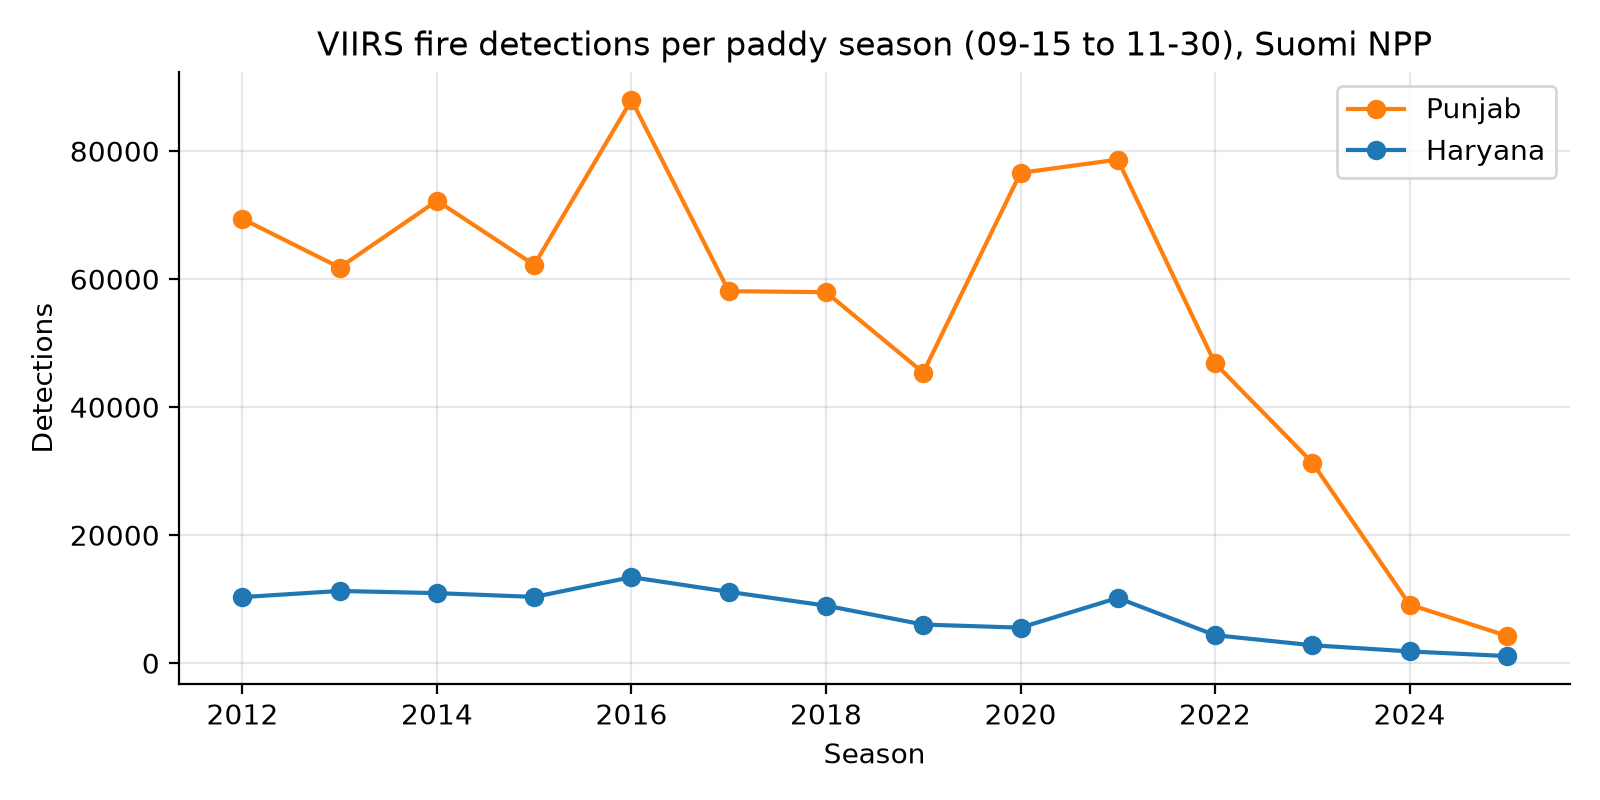 VIIRS fire detections per paddy season (09-15 to 11-30), Suomi NPP
Punjab
Haryana
Detections
80000
60000
40000
20000
0
2012 2014 2016 2018 2020 2022 2024
Season